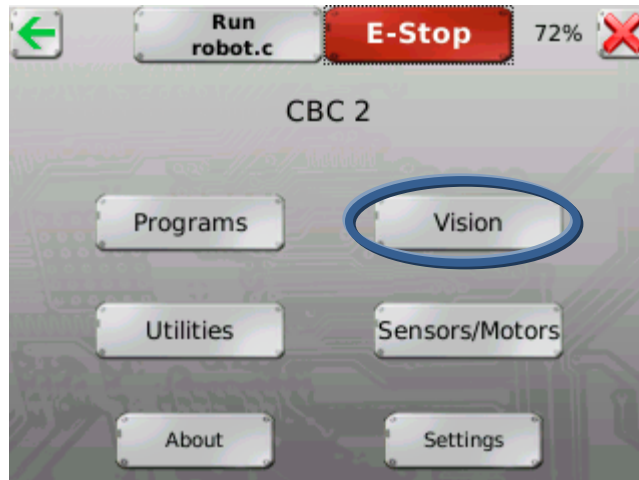 Run
robot.c
E-Stop
72%
CBC 2
Programs
Vision
Utilities
Sensors/Motors
About
Settings